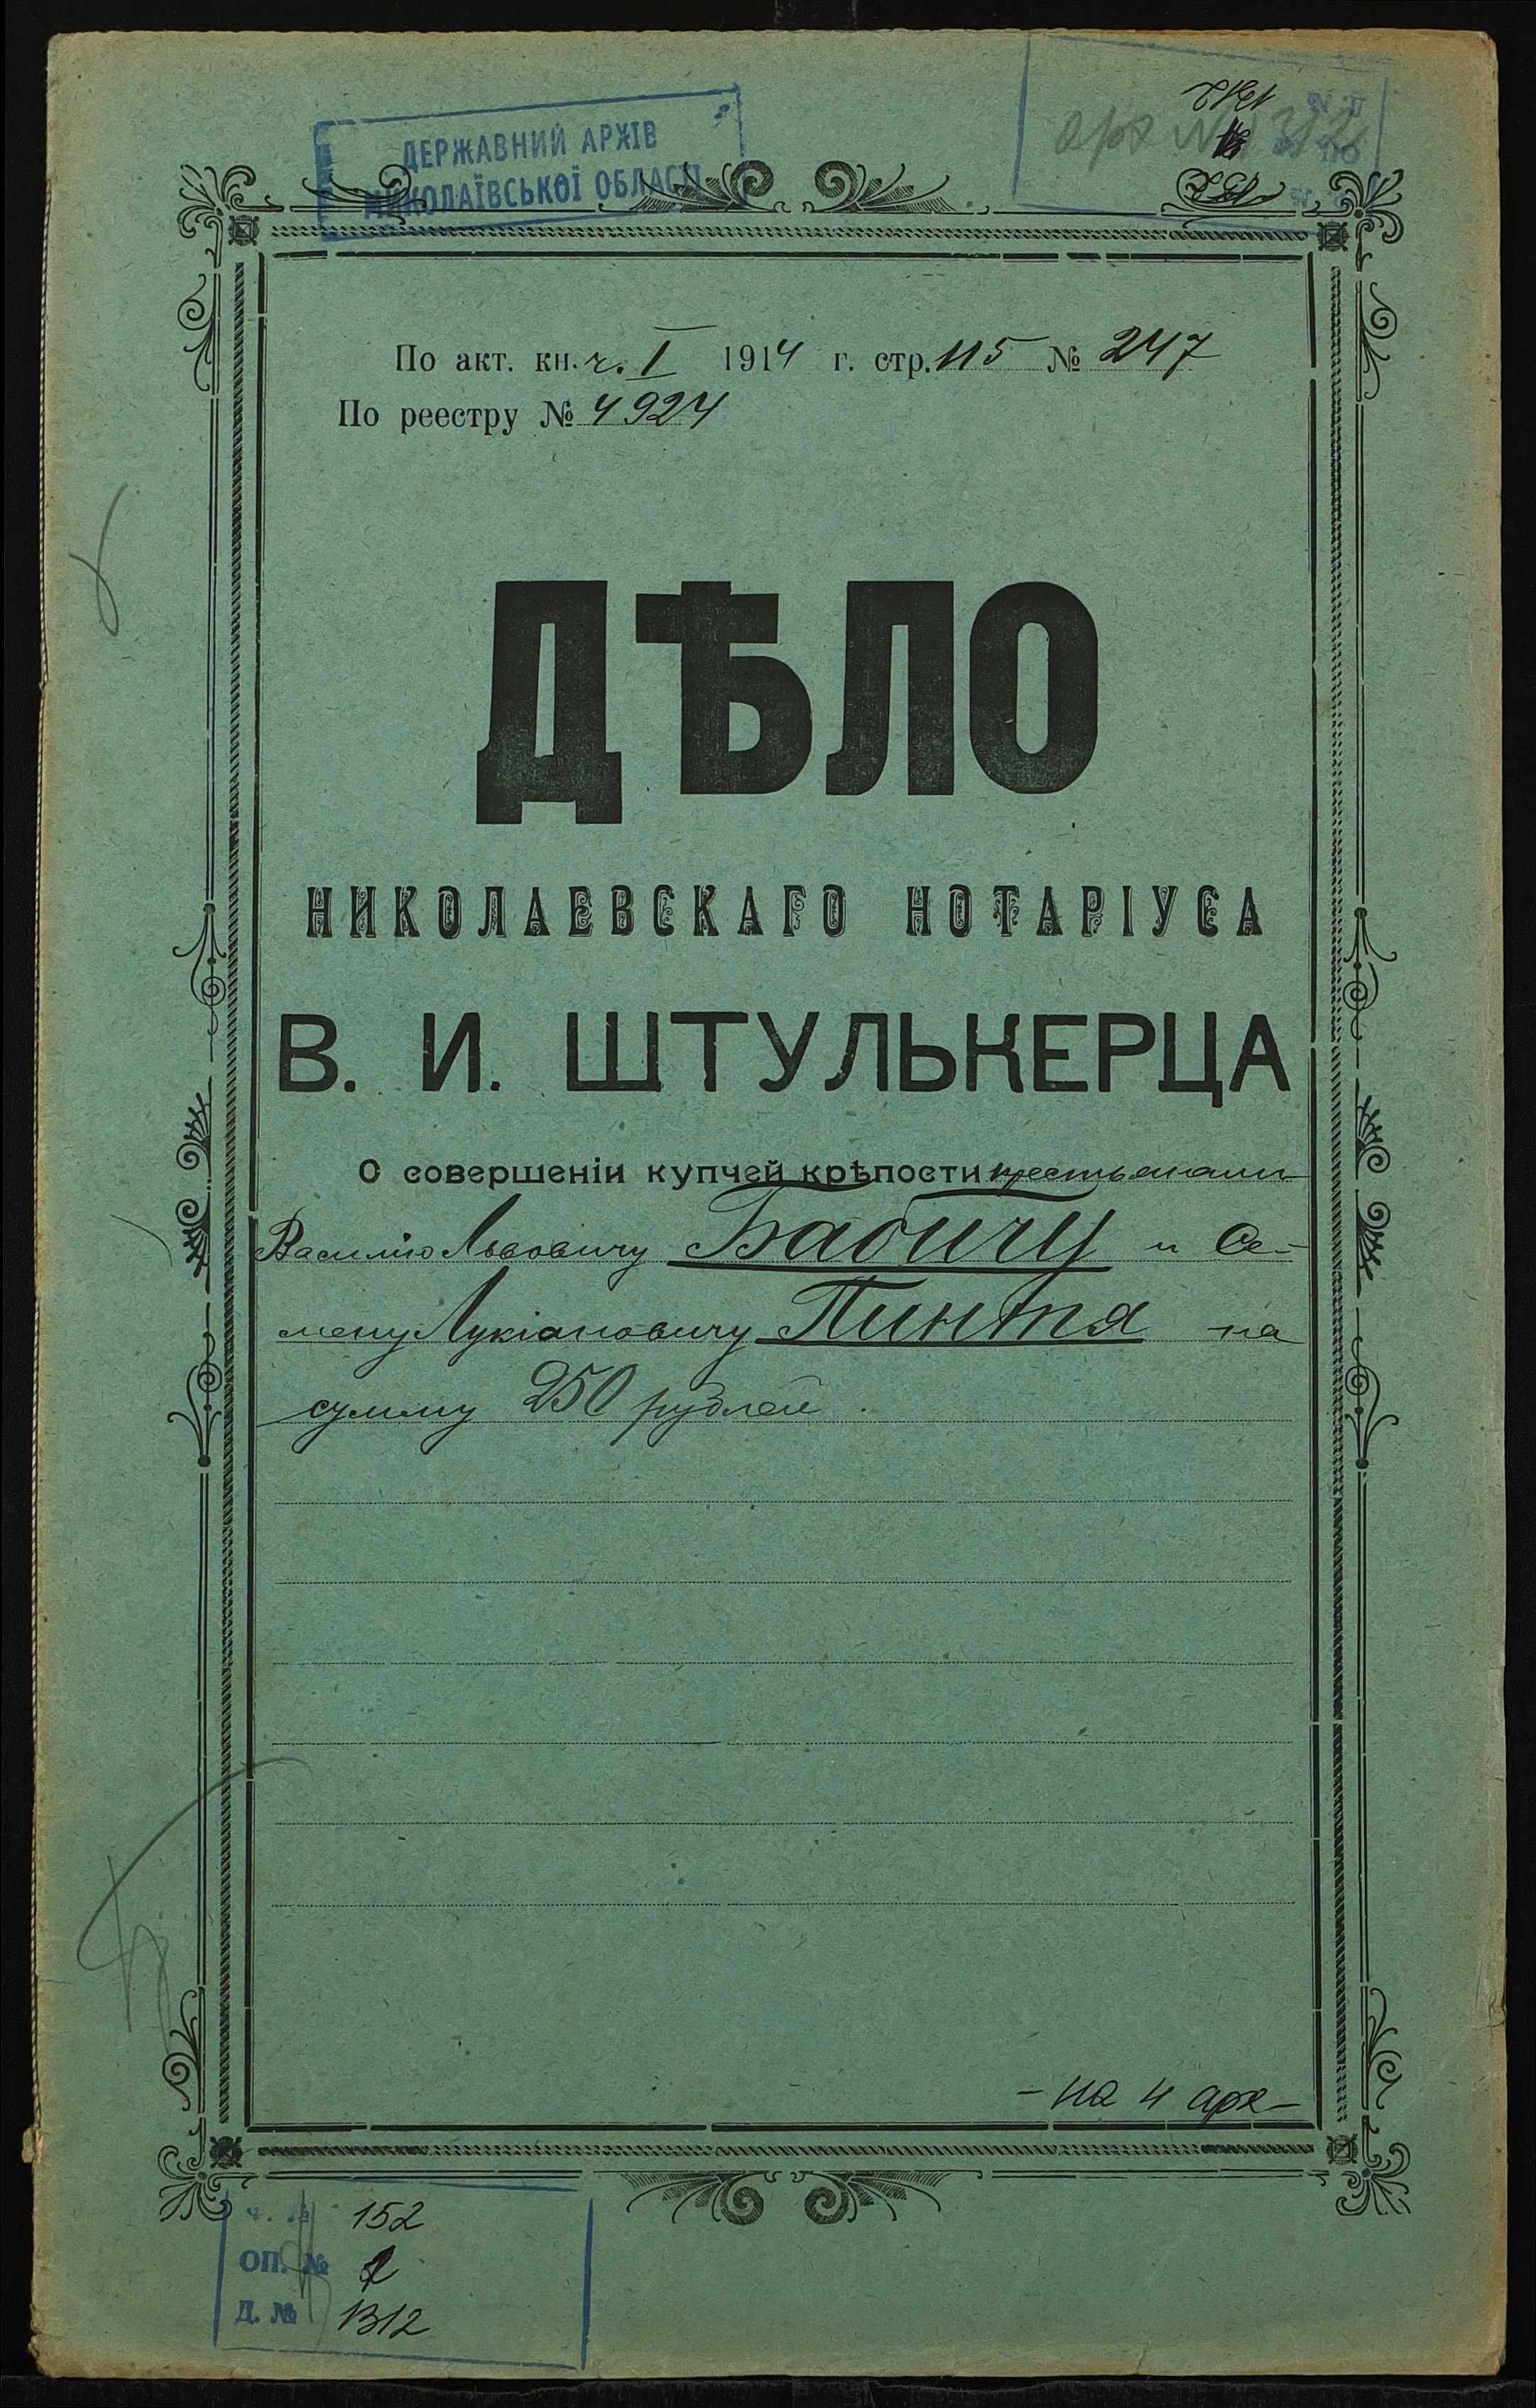 ДЕРЖАВНИЙ АРХІВ
МИКОЛАЇВСЬКОЇ ОБЛАСТІ
По акт. кн. ч. I 1914 г. стр. 115 № 247
По реестру № 4924
ДѢЛО
НИКОЛАЕВСКАГО НОТАРІУСА
В. И. ШТУЛЬКЕРЦА
О совершеніи купчей крѣпости крестьянами
Василію Львовичу Бабичу и Се-
мену Лукіановичу Пинтя на
сумму 250 рублей.
- на 4 арк -
152
ОП. №
Д. № 1312